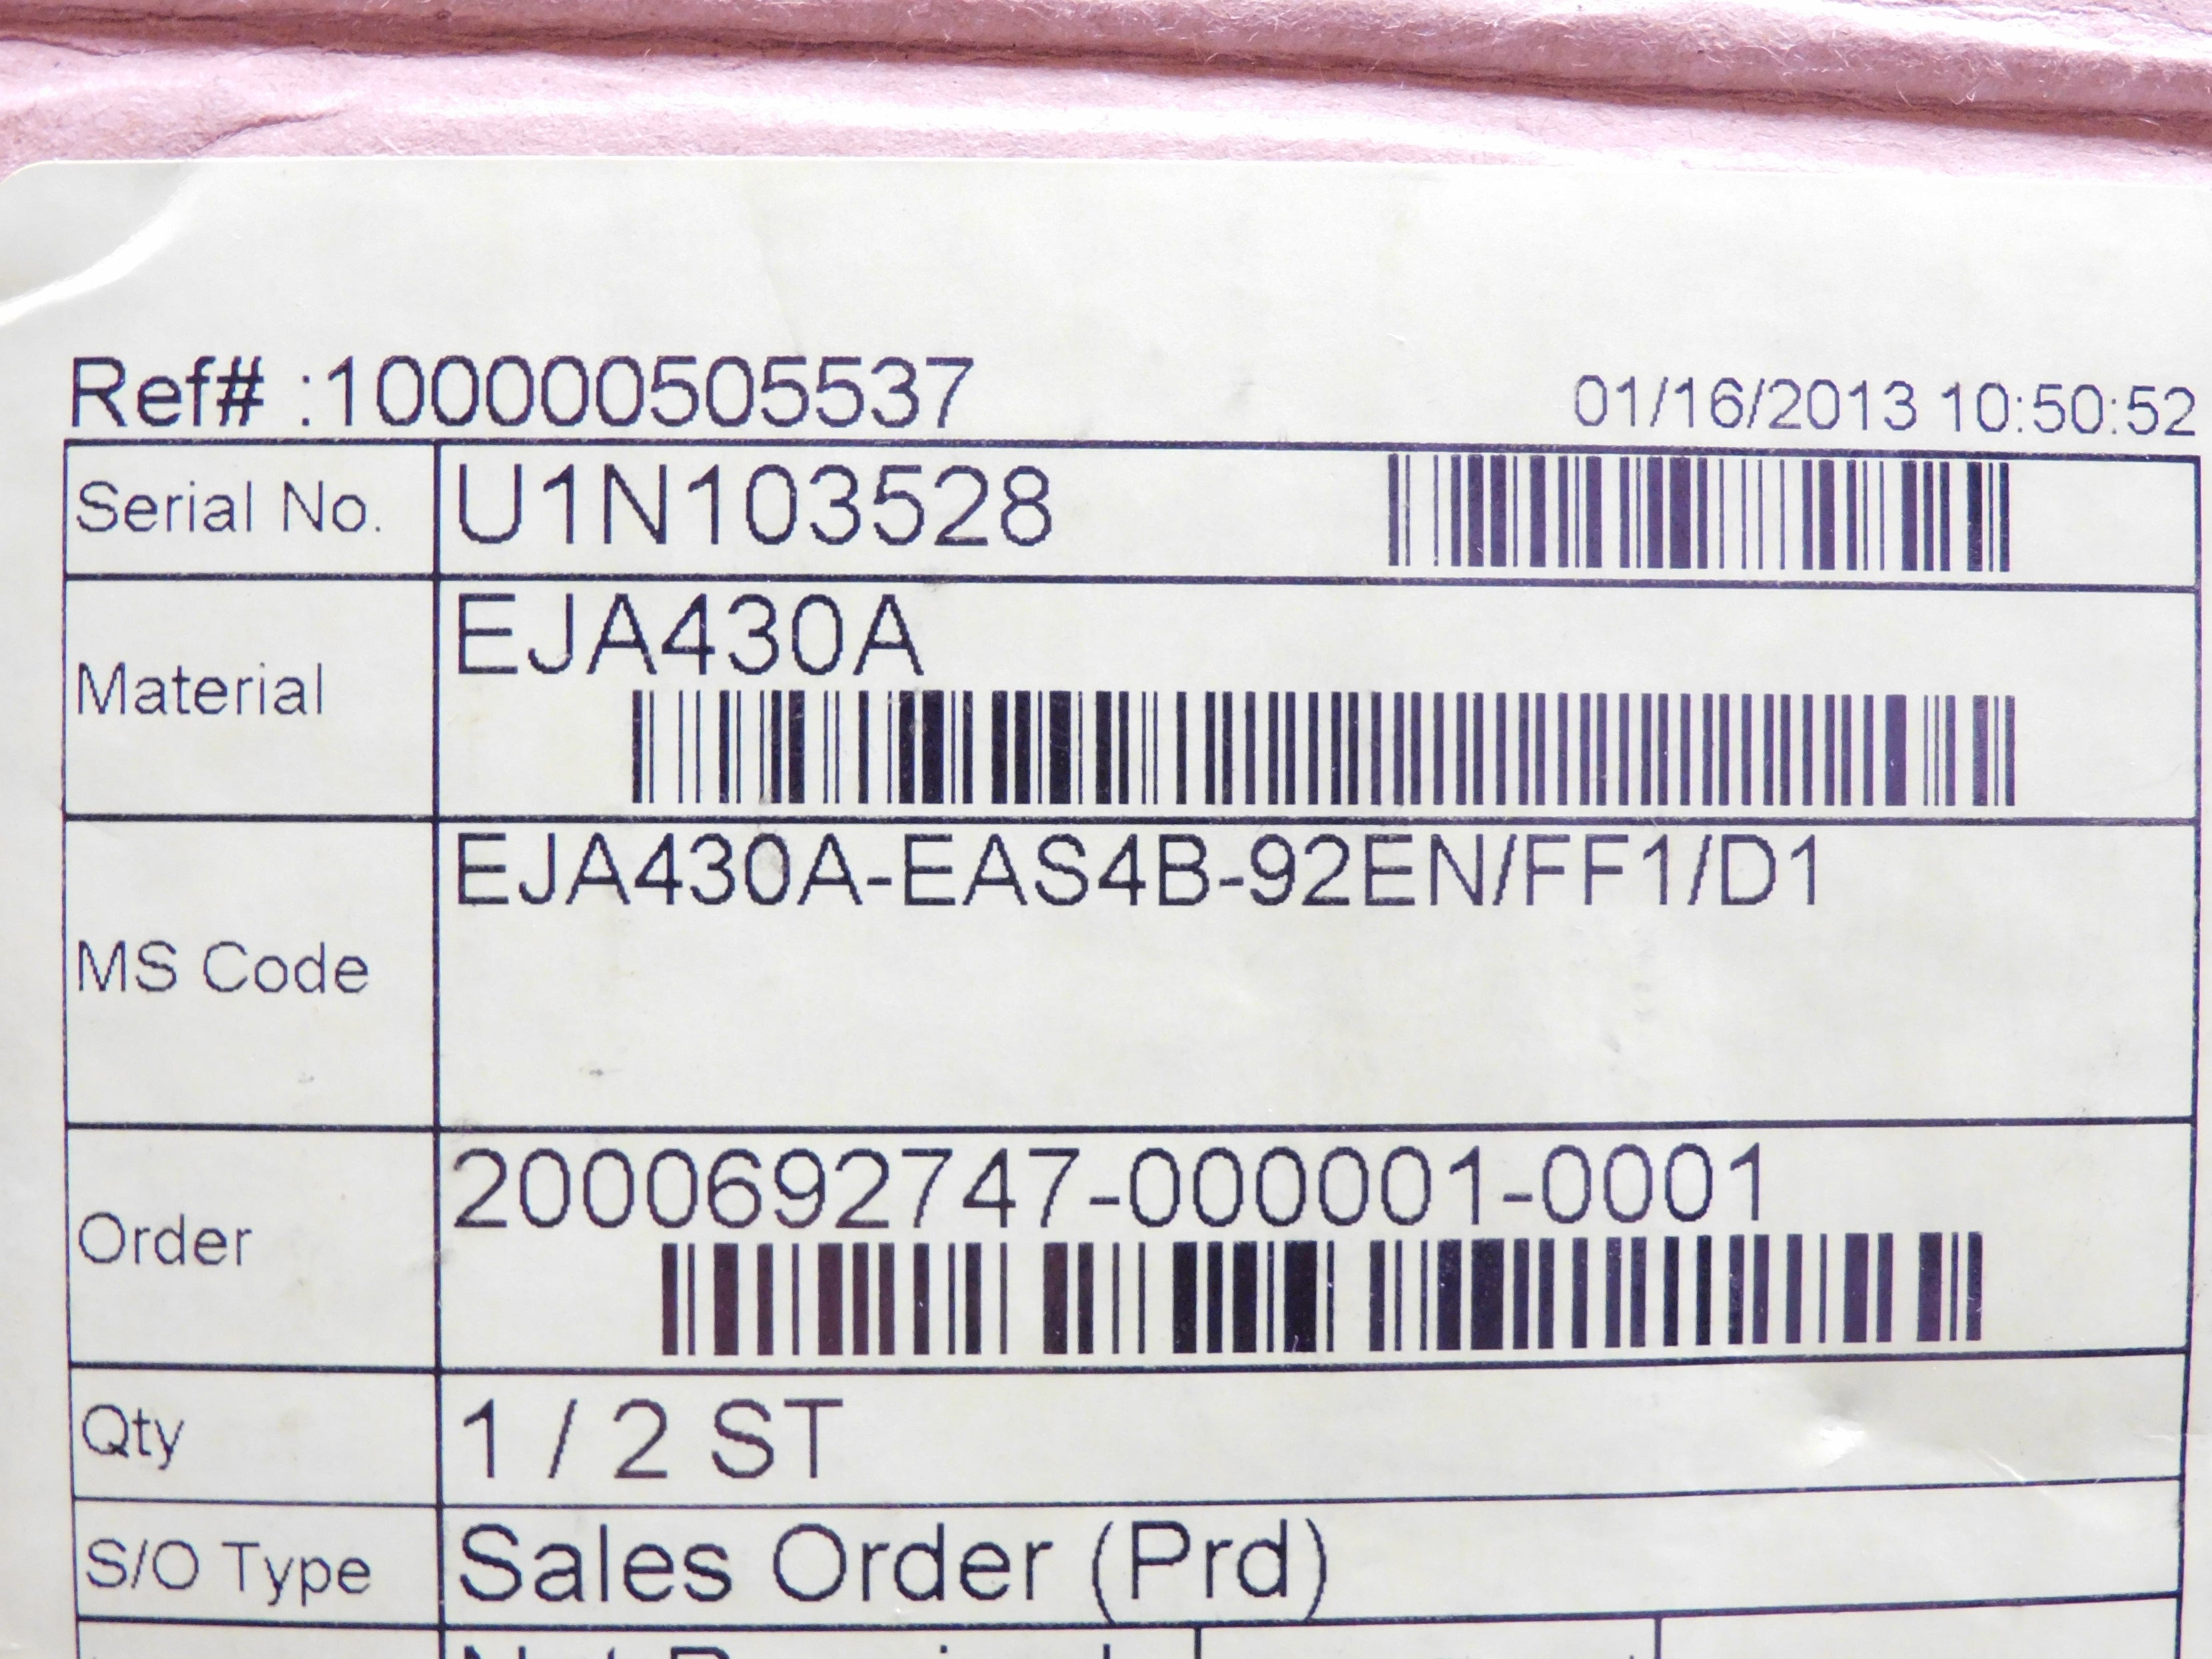 Ref# :100000505537
01/16/2013 10:50:52
Serial No.
U1N103528
Material
EJA430A
MS Code
EJA430A-EAS4B-92EN/FF1/D1
Order
2000692747-000001-0001
Qty
1 / 2 ST
S/O Type
Sales Order (Prd)